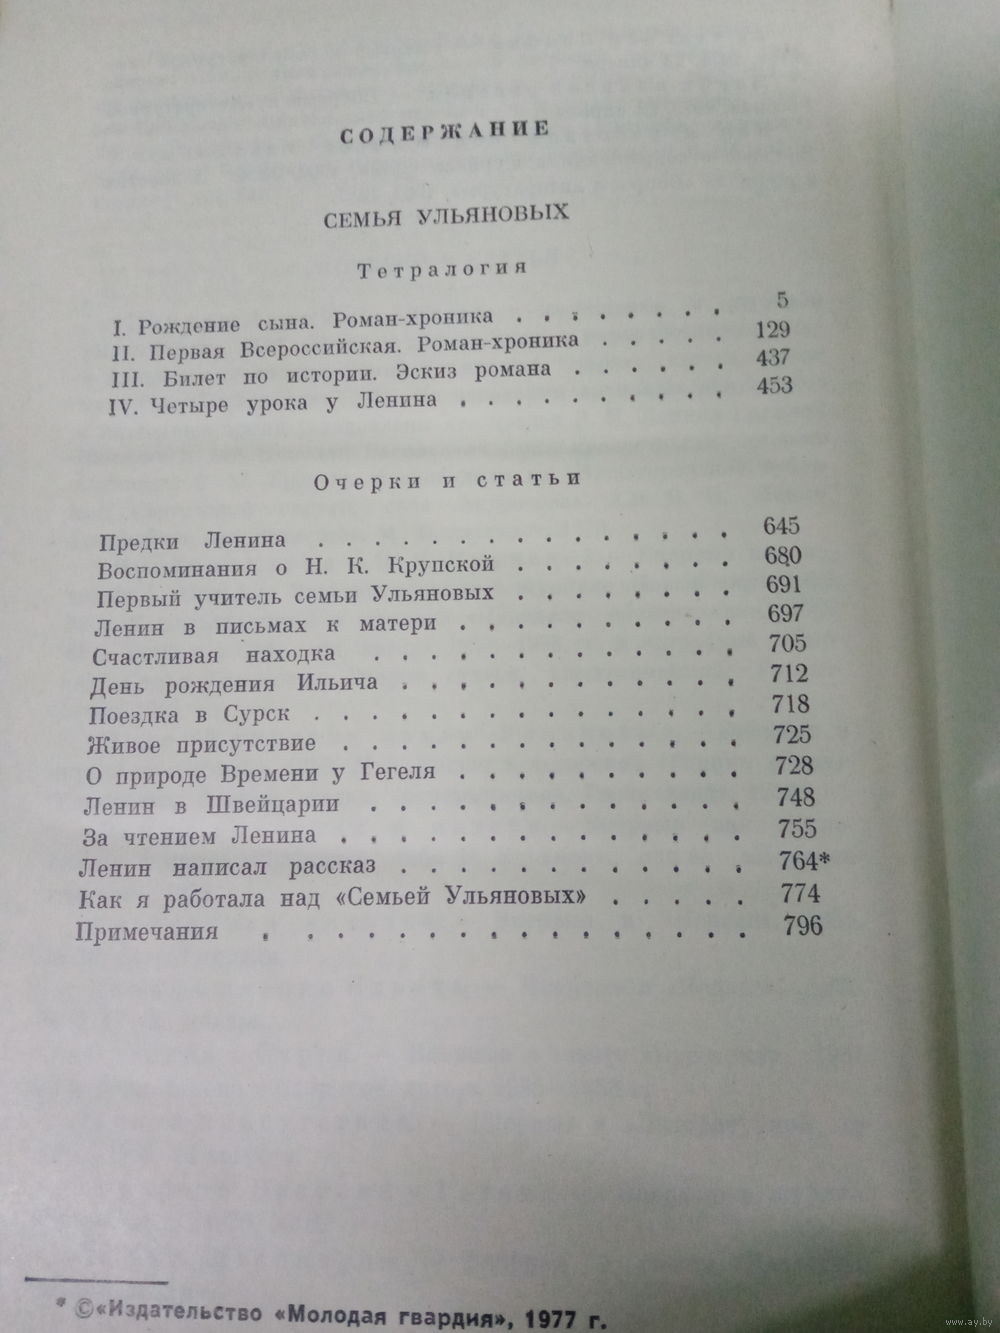 СОДЕРЖАНИЕ
СЕМЬЯ УЛЬЯНОВЫХ
Тетралогия
I. Рождение сына. Роман-хроника . . . . . . . . 5
II. Первая Всероссийская. Роман-хроника . . . . . 129
III. Билет по истории. Эскиз романа . . . . . . 437
IV. Четыре урока у Ленина . . . . . . . . . . 453
Очерки и статьи
Предки Ленина . . . . . . . . . . . . . . . 645
Воспоминания о Н. К. Крупской . . . . . . . . 680
Первый учитель семьи Ульяновых . . . . . . . . 691
Ленин в письмах к матери . . . . . . . . . . 697
Счастливая находка . . . . . . . . . . . . . 705
День рождения Ильича . . . . . . . . . . . . 712
Поездка в Сурск . . . . . . . . . . . . . . . 718
Живое присутствие . . . . . . . . . . . . . . 725
О природе Времени у Гегеля . . . . . . . . . . 728
Ленин в Швейцарии . . . . . . . . . . . . . 748
За чтением Ленина . . . . . . . . . . . . . . 755
Ленин написал рассказ . . . . . . . . . . . . 764*
Как я работала над «Семьей Ульяновых» . . . . . 774
Примечания . . . . . . . . . . . . . . . . 796
* ©«Издательство «Молодая гвардия», 1977 г.
www.ay.by